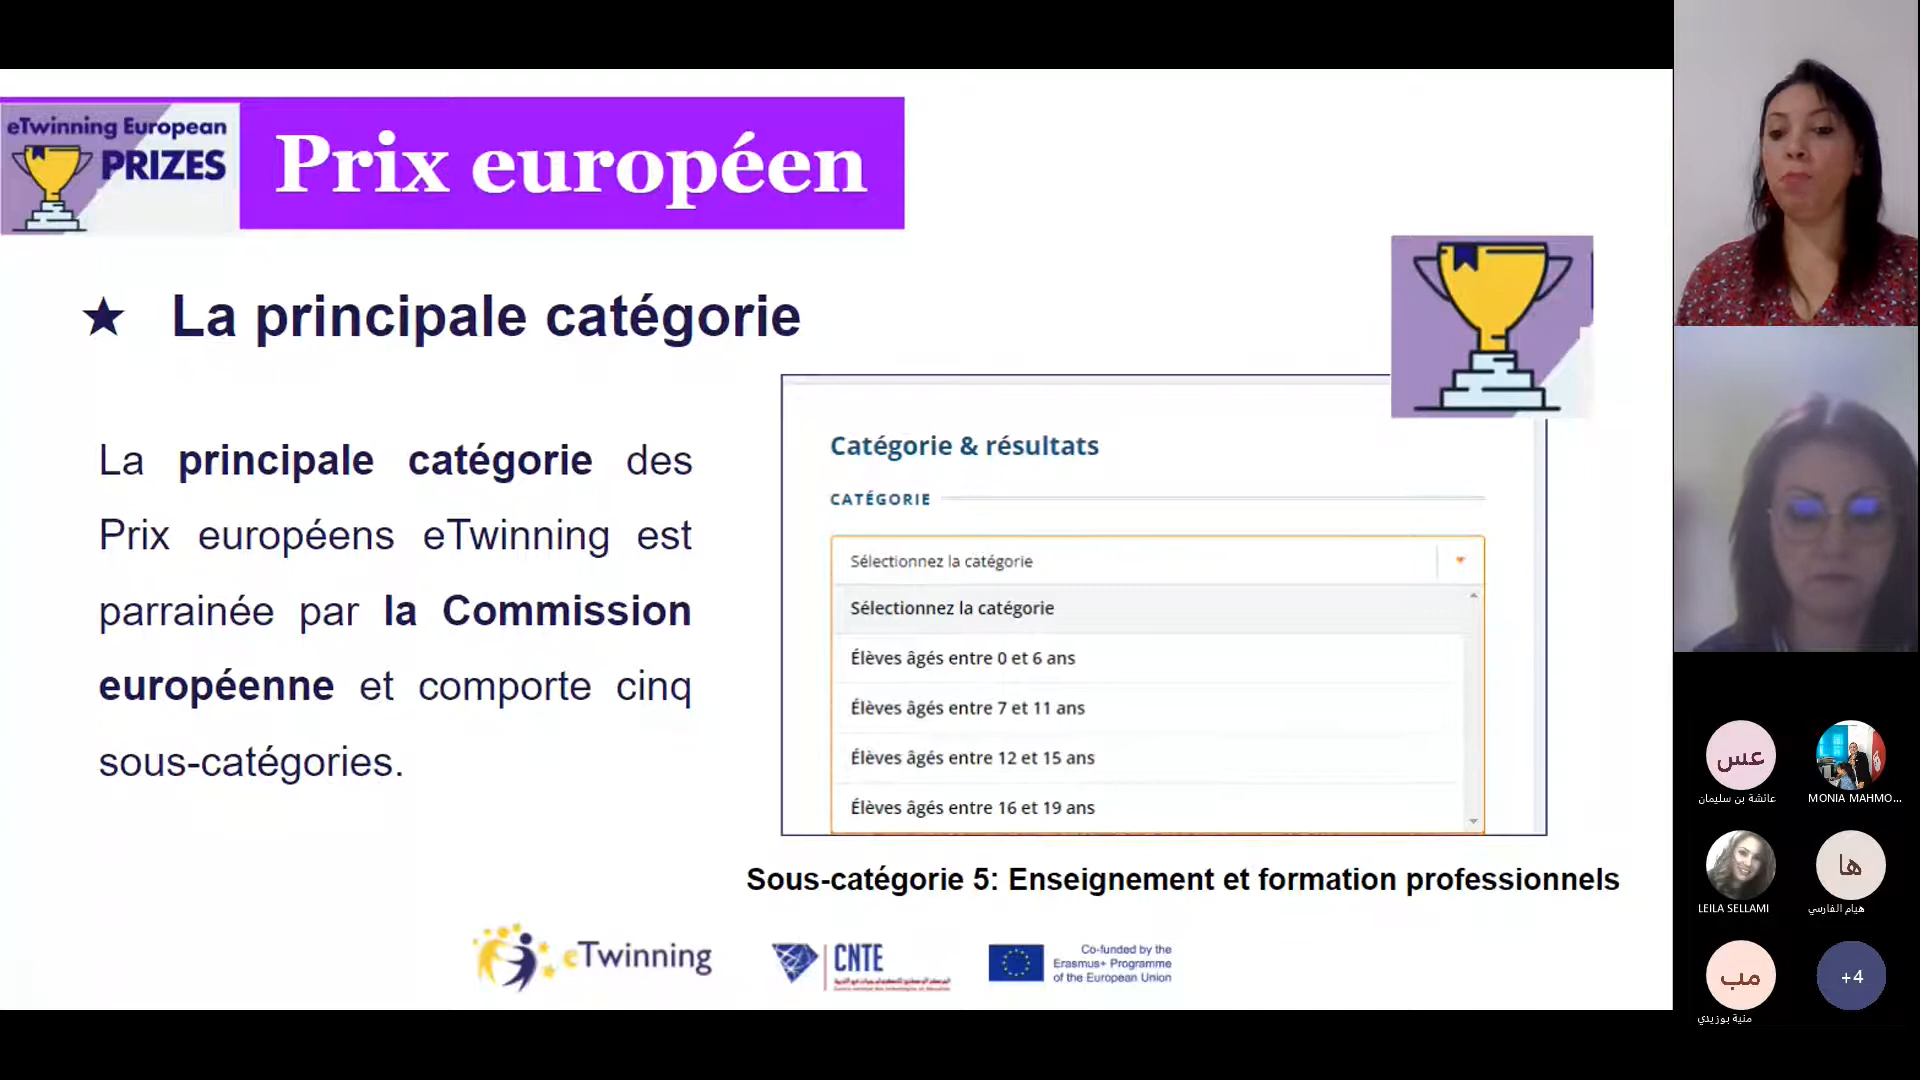 eTwinning European
PRIZES
Prix européen
★ La principale catégorie
La principale catégorie des
Prix européens eTwinning est
parrainée par la Commission
européenne et comporte cinq
sous-catégories.
Catégorie & résultats
CATÉGORIE
Sélectionnez la catégorie
Sélectionnez la catégorie
Élèves âgés entre 0 et 6 ans
Élèves âgés entre 7 et 11 ans
Élèves âgés entre 12 et 15 ans
Élèves âgés entre 16 et 19 ans
Sous-catégorie 5: Enseignement et formation professionnels
eTwinning
CNTE
Co-funded by the
Erasmus+ Programme
of the European Union
عس
عائشة بن سليمان
MONIA MAHMO...
LEILA SELLAMI
ها
هيام الفارسي
مب
منية بوزيدي
+4